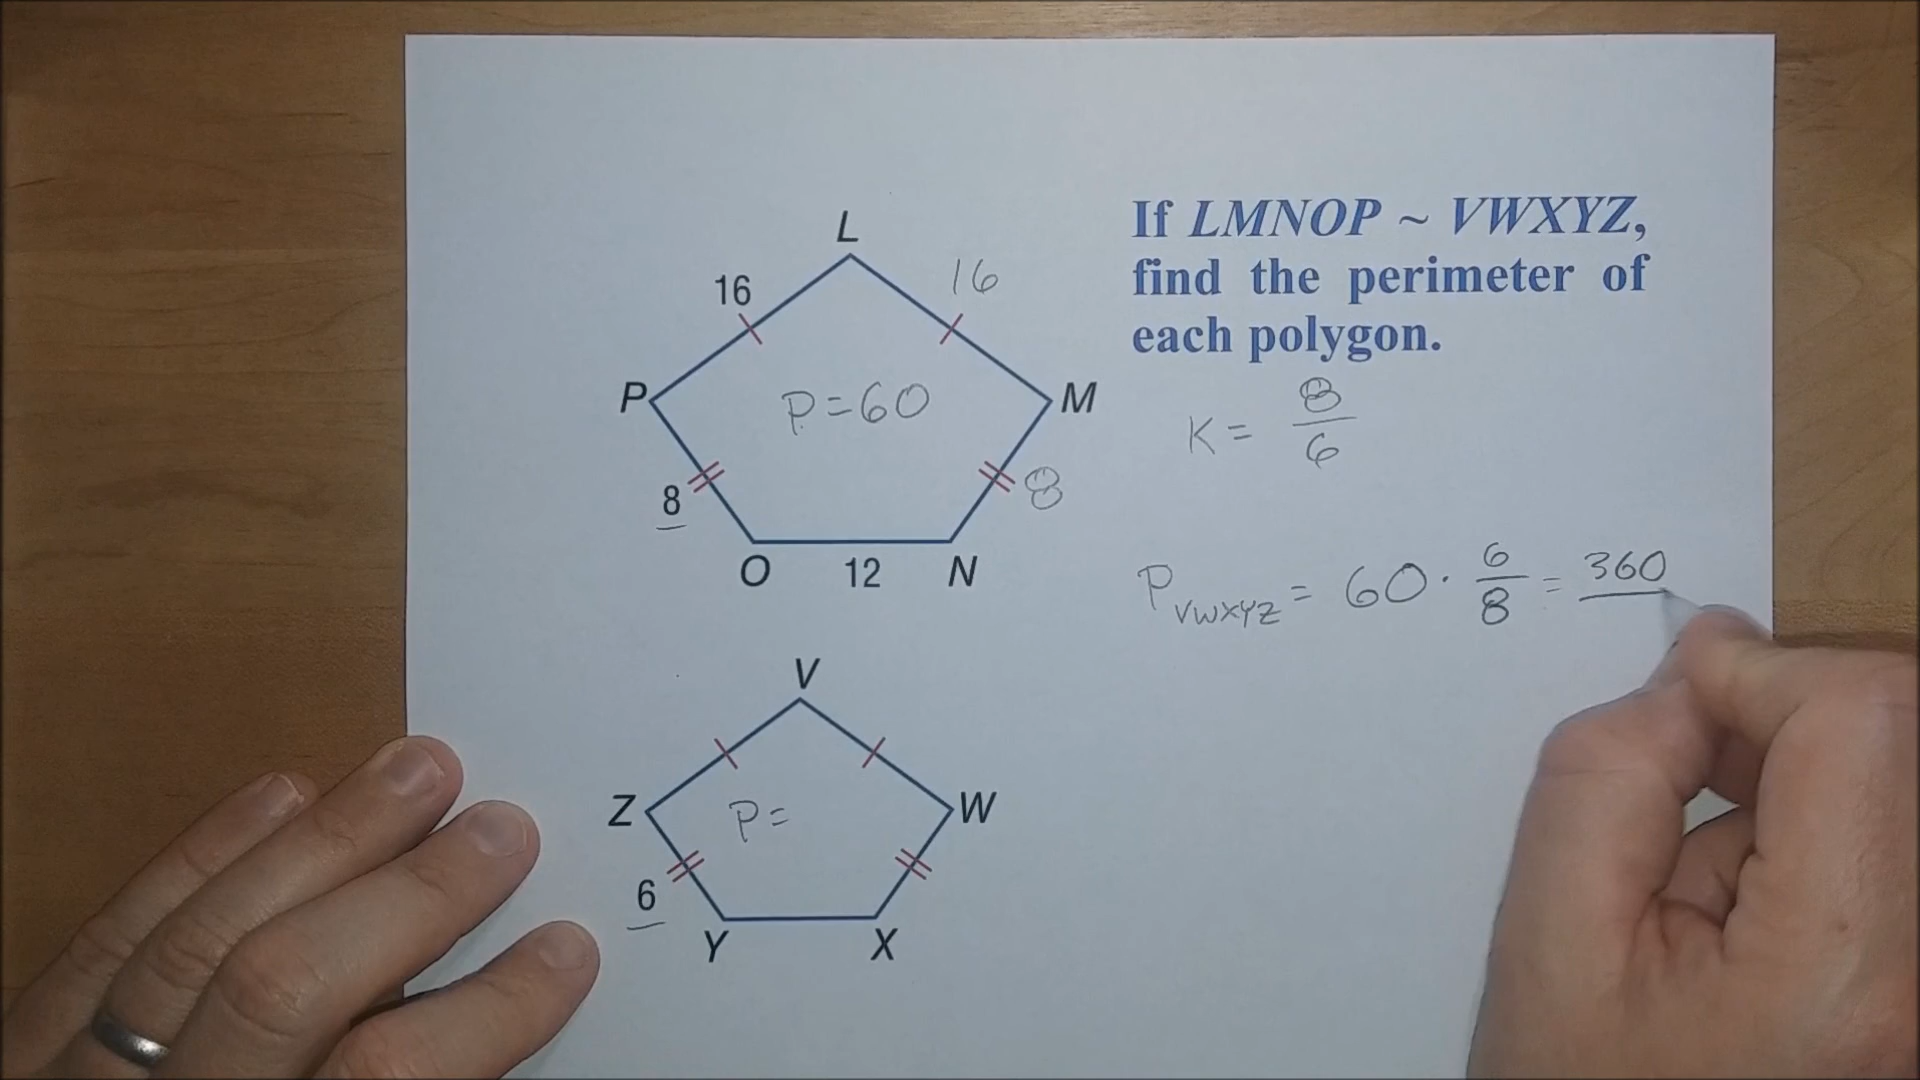 If LMNOP ~ VWXYZ,
find the perimeter of
each polygon.
L
16
16
P
P=60
M
K = 8/6
8
8
O
12
N
P VWXYZ = 60 · 6/8 = 360
V
Z
P=
W
6
Y
X